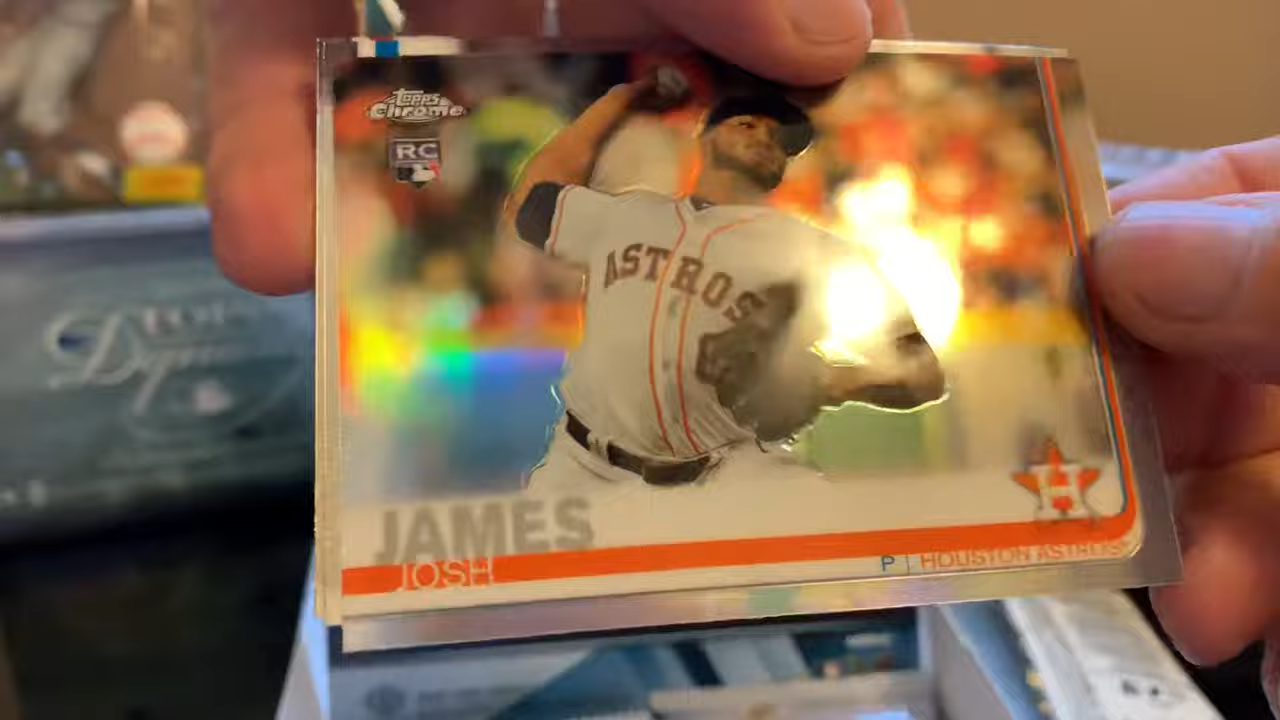 Topps
Chrome
RC
ASTROS
JAMES
JOSH
P | HOUSTON ASTROS
H